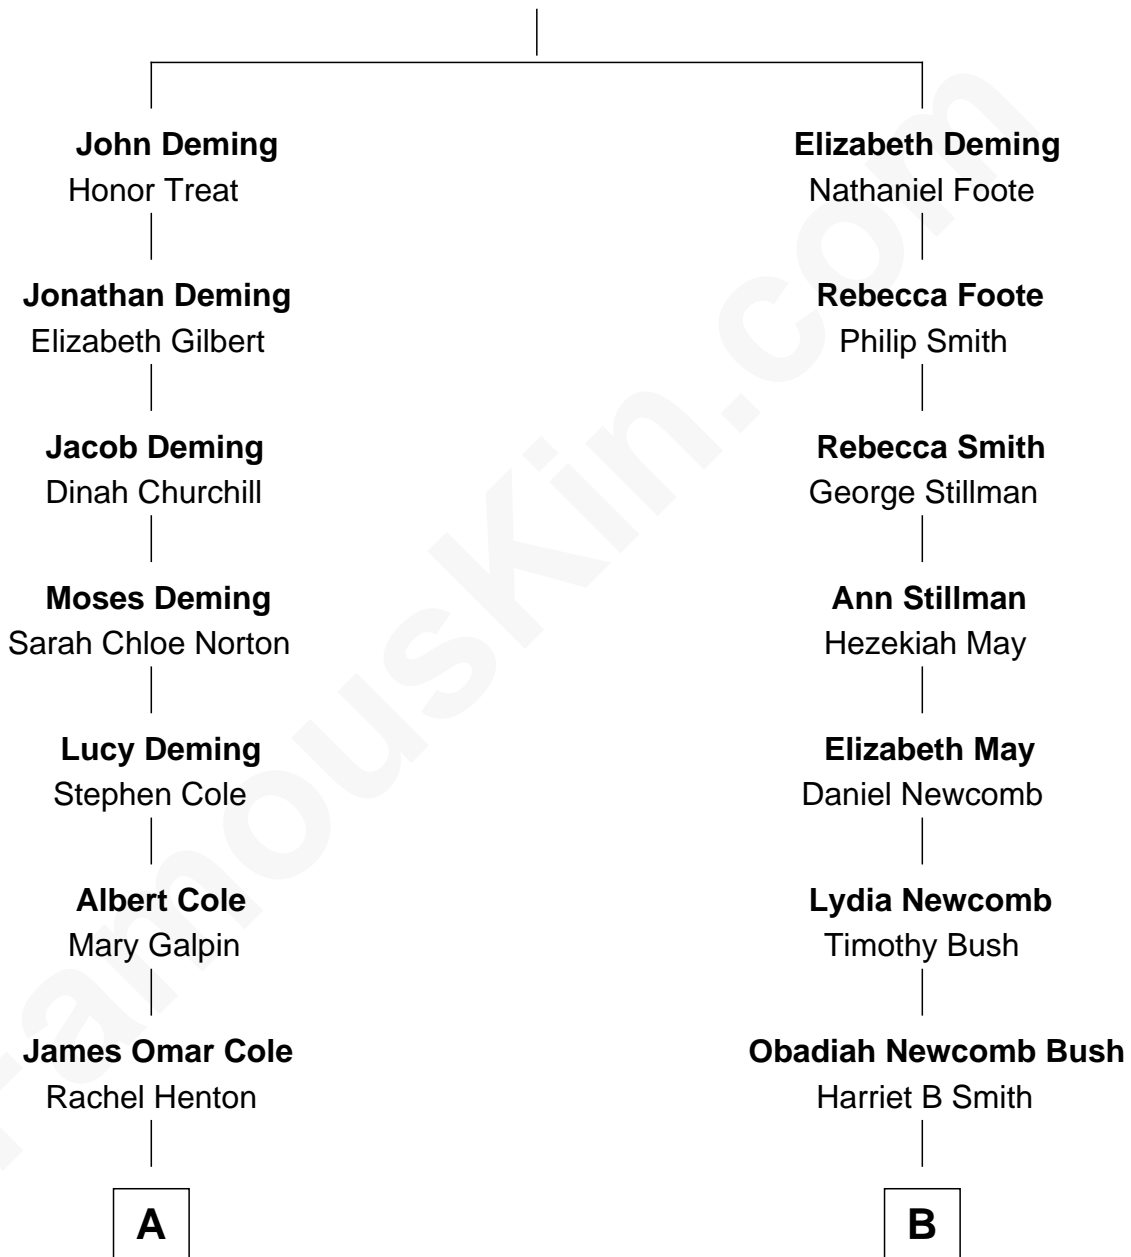 John Deming
Honor Treat
Jonathan Deming
Elizabeth Gilbert
Jacob Deming
Dinah Churchill
Moses Deming
Sarah Chloe Norton
Lucy Deming
Stephen Cole
Albert Cole
Mary Galpin
James Omar Cole
Rachel Henton
A
Elizabeth Deming
Nathaniel Foote
Rebecca Foote
Philip Smith
Rebecca Smith
George Stillman
Ann Stillman
Hezekiah May
Elizabeth May
Daniel Newcomb
Lydia Newcomb
Timothy Bush
Obadiah Newcomb Bush
Harriet B Smith
B
FamousKin.com